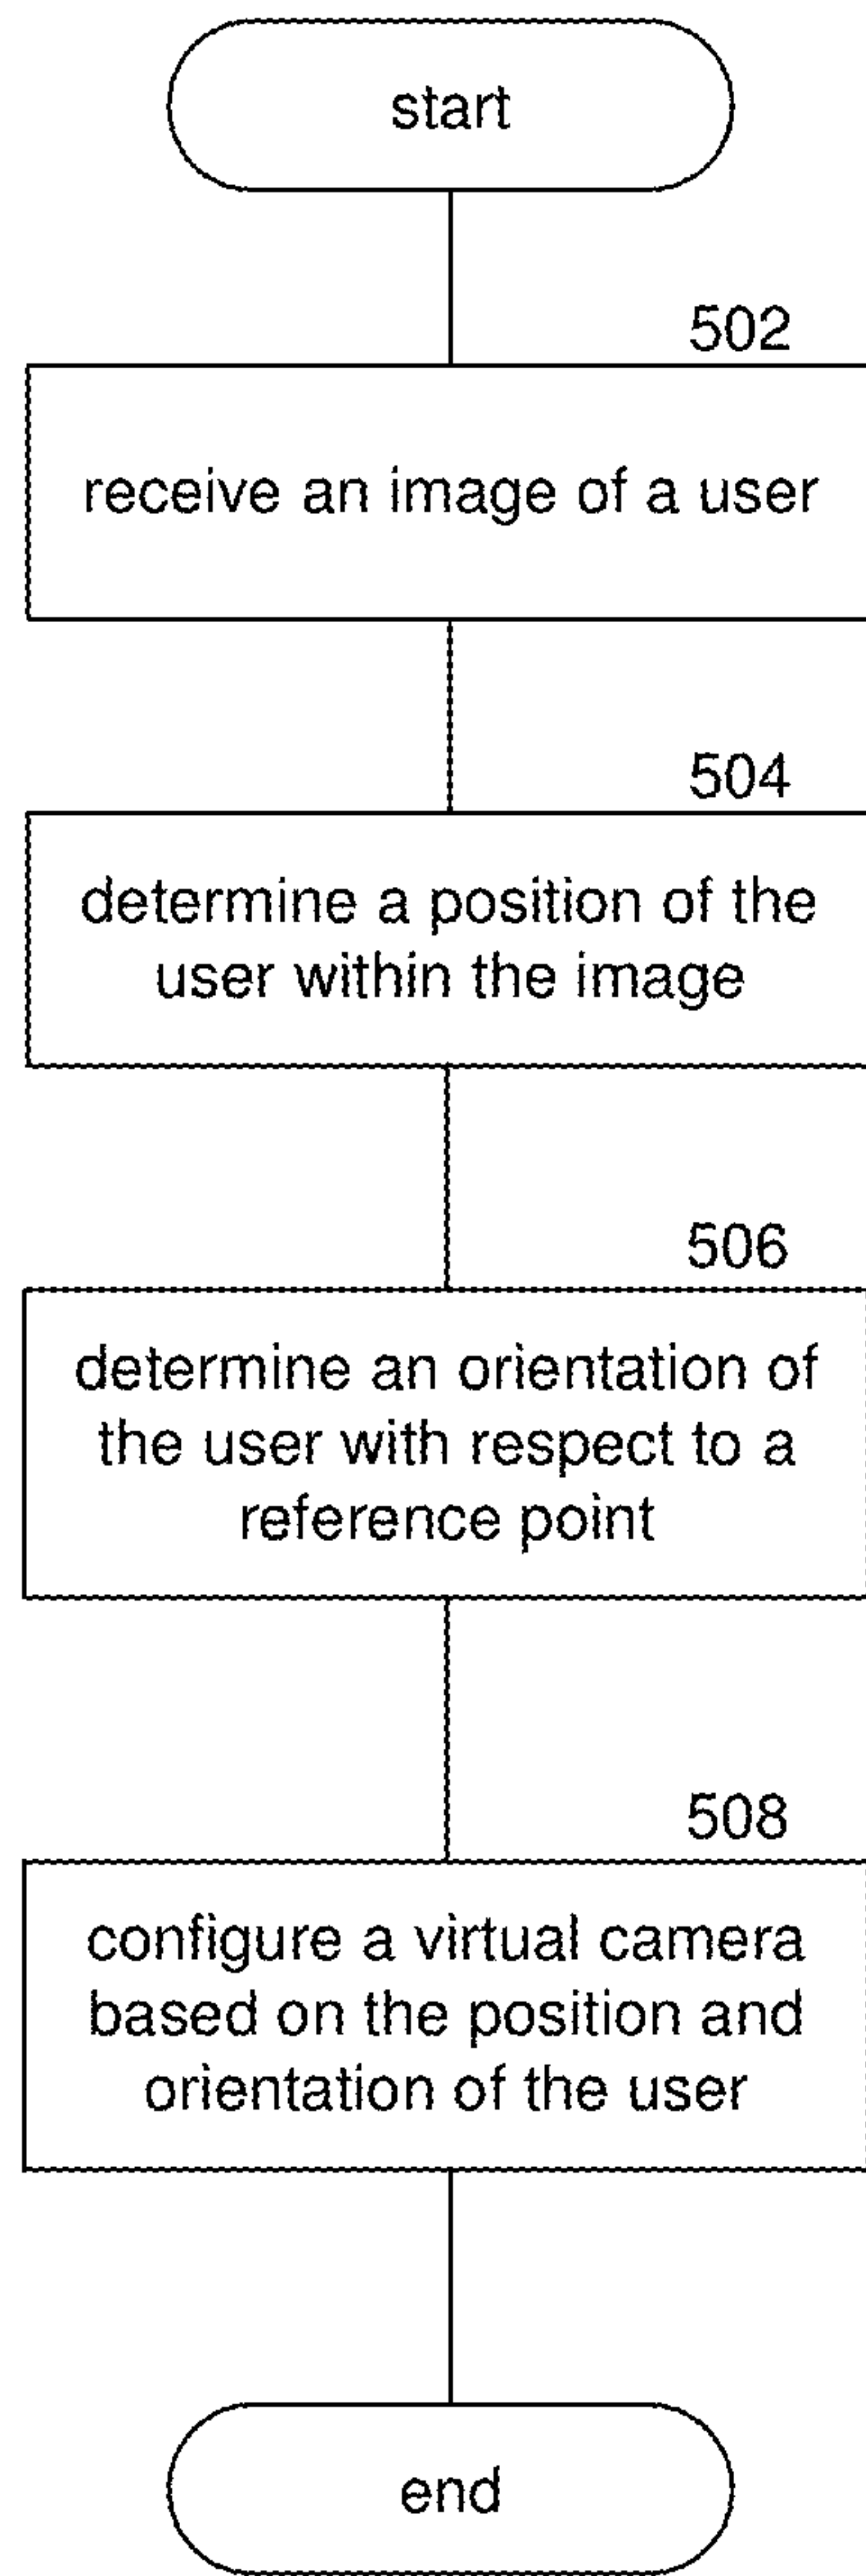 start
502
receive an image of a user
504
determine a position of the
user within the image
506
determine an orientation of
the user with respect to a
reference point
508
configure a virtual camera
based on the position and
orientation of the user
end